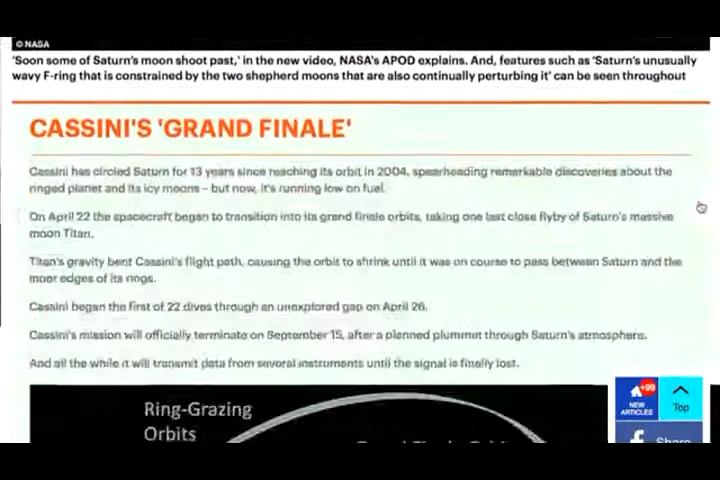 © NASA
'Soon some of Saturn's moon shoot past,' in the new video, NASA's APOD explains. And, features such as 'Saturn's unusually
wavy F-ring that is constrained by the two shepherd moons that are also continually perturbing it' can be seen throughout
CASSINI'S 'GRAND FINALE'
Cassini has circled Saturn for 13 years since reaching its orbit in 2004, spearheading remarkable discoveries about the
ringed planet and its icy moons – but now, it's running low on fuel.
On April 22 the spacecraft began to transition into its grand finale orbits, taking one last close flyby of Saturn's massive
moon Titan.
Titan's gravity bent Cassini's flight path, causing the orbit to shrink until it was on course to pass between Saturn and the
edges of its rings.
Cassini began the first of 22 dives through an unexplored gap on April 26.
Cassini's mission will officially terminate on September 15, after a planned plummet through Saturn's atmosphere.
And all the while it will transmit data from several instruments until the signal is finally lost.
+99
NEW
ARTICLES
Top
Ring-Grazing
Orbits
Share